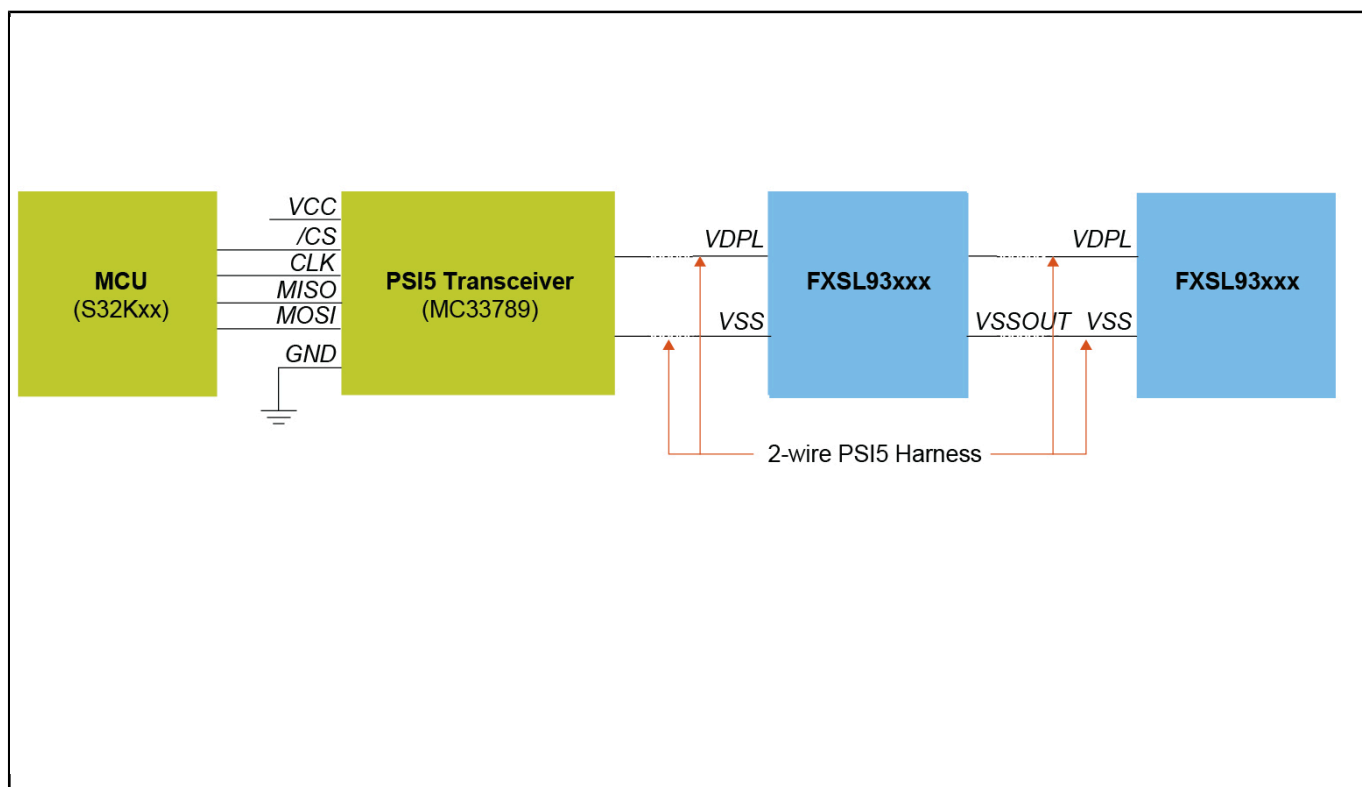 MCU
(S32Kxx)
VCC
/CS
CLK
MISO
MOSI
GND
PSI5 Transceiver
(MC33789)
VDPL
VSS
FXSL93xxx
VSSOUT
VDPL
VSS
FXSL93xxx
2-wire PSI5 Harness